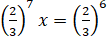 (2/3)^7 x = (2/3)^6